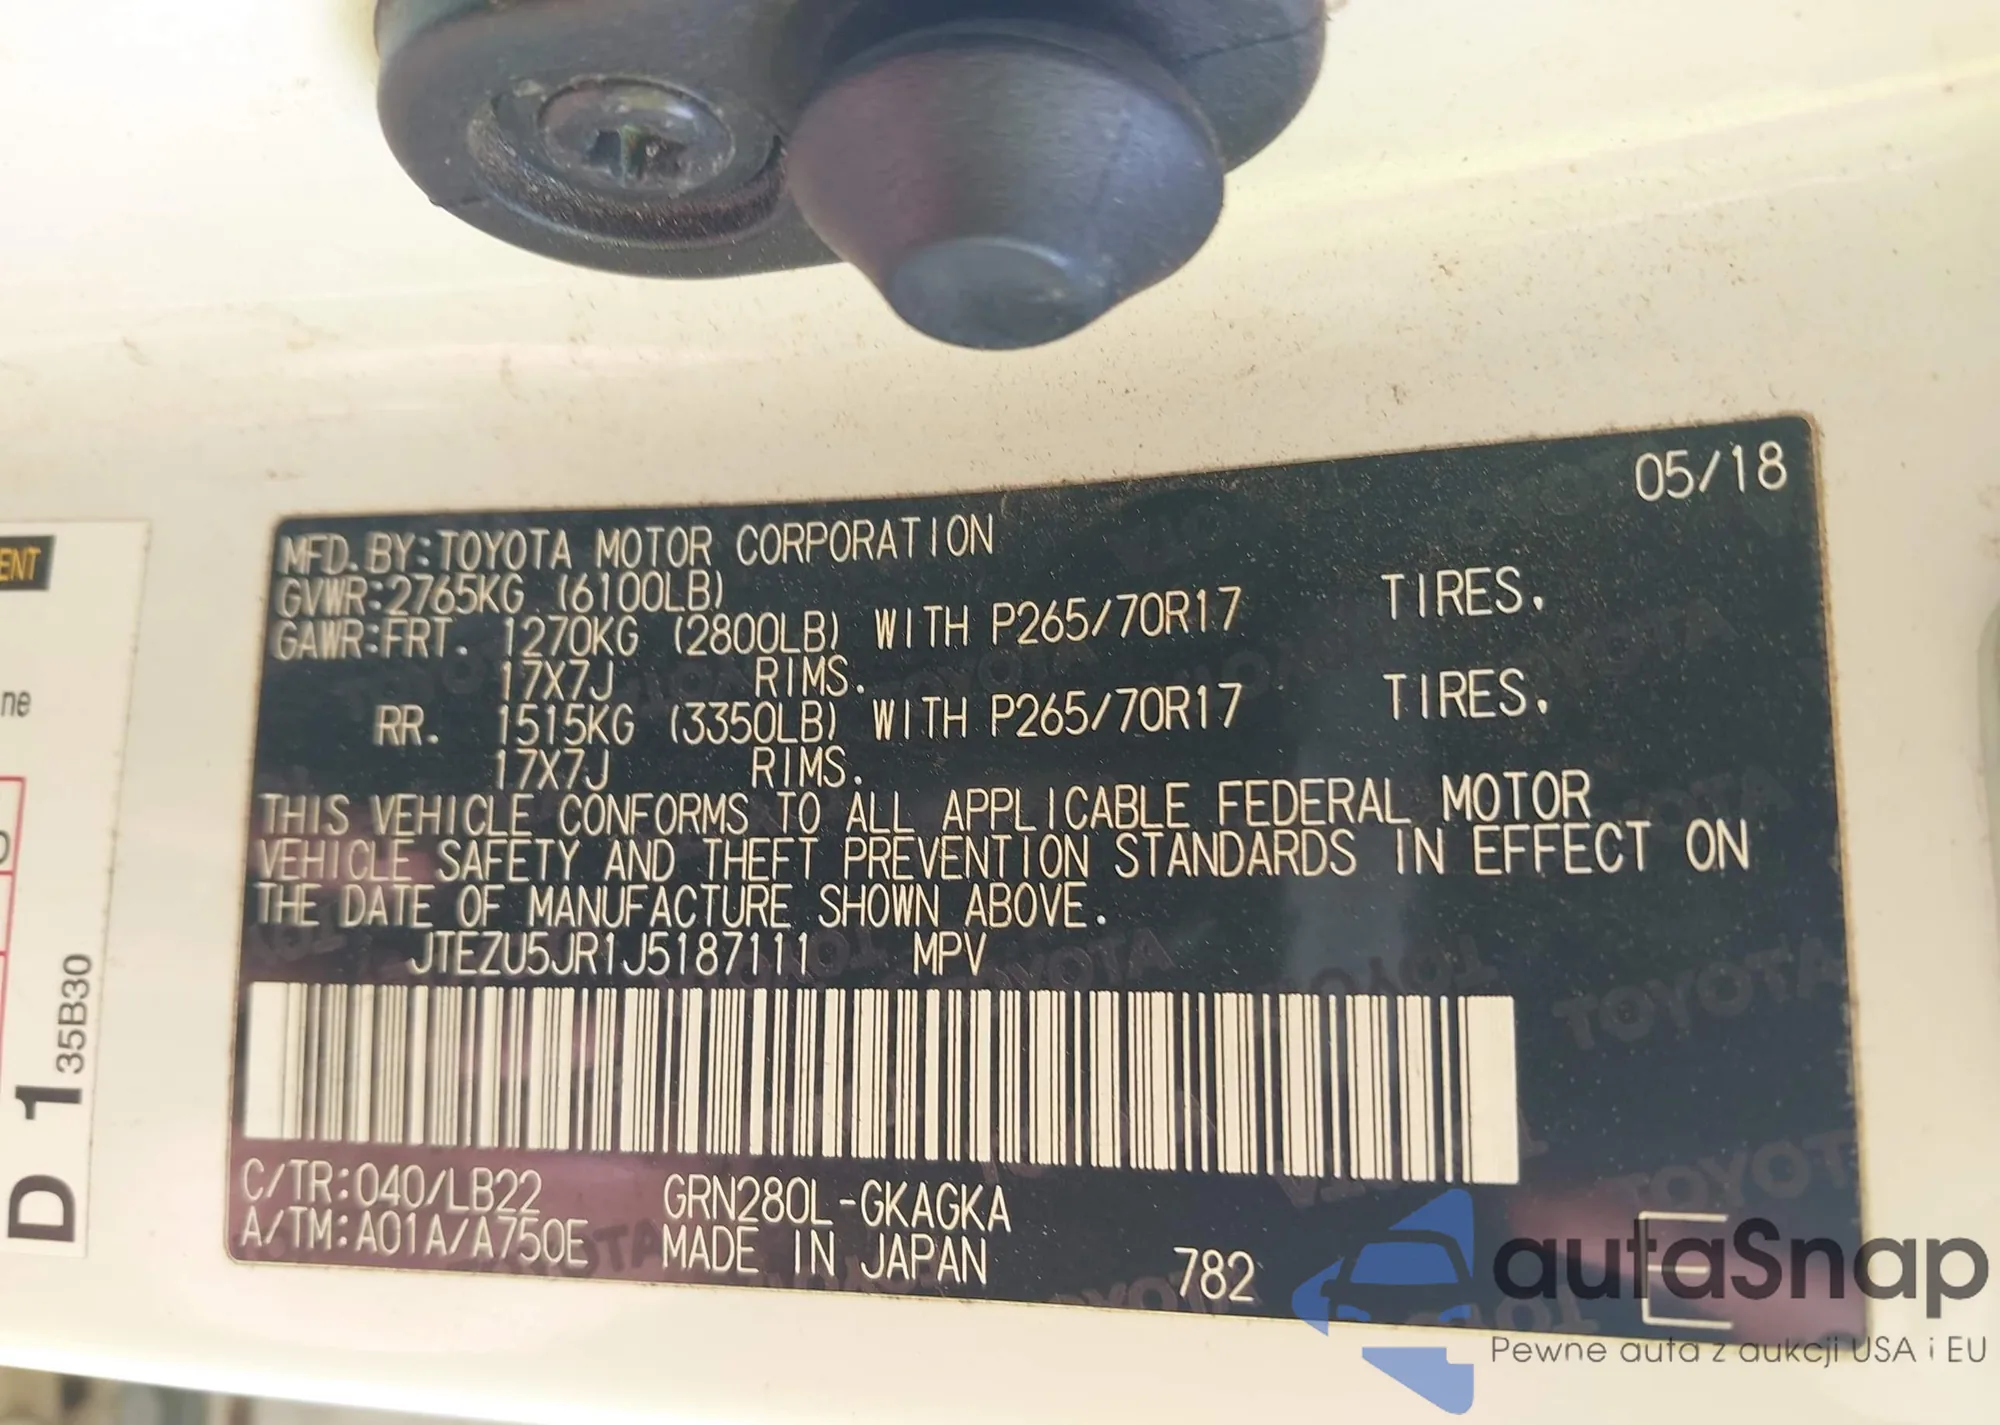 05/18
MFD. BY:TOYOTA MOTOR CORPORATION
GVWR:2765KG (6100LB)
GAWR:FRT. 1270KG (2800LB) WITH P265/70R17 TIRES.
17X7J RIMS.
RR. 1515KG (3350LB) WITH P265/70R17 TIRES.
17X7J RIMS.
THIS VEHICLE CONFORMS TO ALL APPLICABLE FEDERAL MOTOR
VEHICLE SAFETY AND THEFT PREVENTION STANDARDS IN EFFECT ON
THE DATE OF MANUFACTURE SHOWN ABOVE.
JTEZU5JR1J5187111 MPV
C/TR:040/LB22 GRN280L-GKAGKA
A/TM:A01A/A750E MADE IN JAPAN 782
ENT
ne
D 1 35B30
autaSnap
Pewne auta z aukcji USA i EU